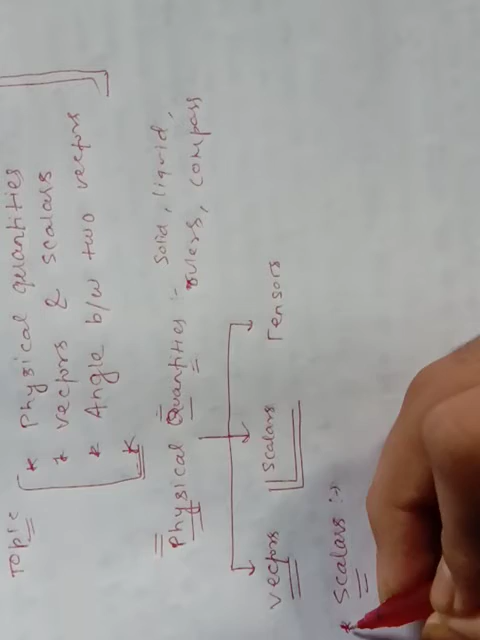 Topic
* Physical quantities
* vectors & scalars
* Angle b/w two vectors
*
Physical Quantities :- Solid, liquid,
rulers, compass
vectors Scalars Tensors
* Scalars :-